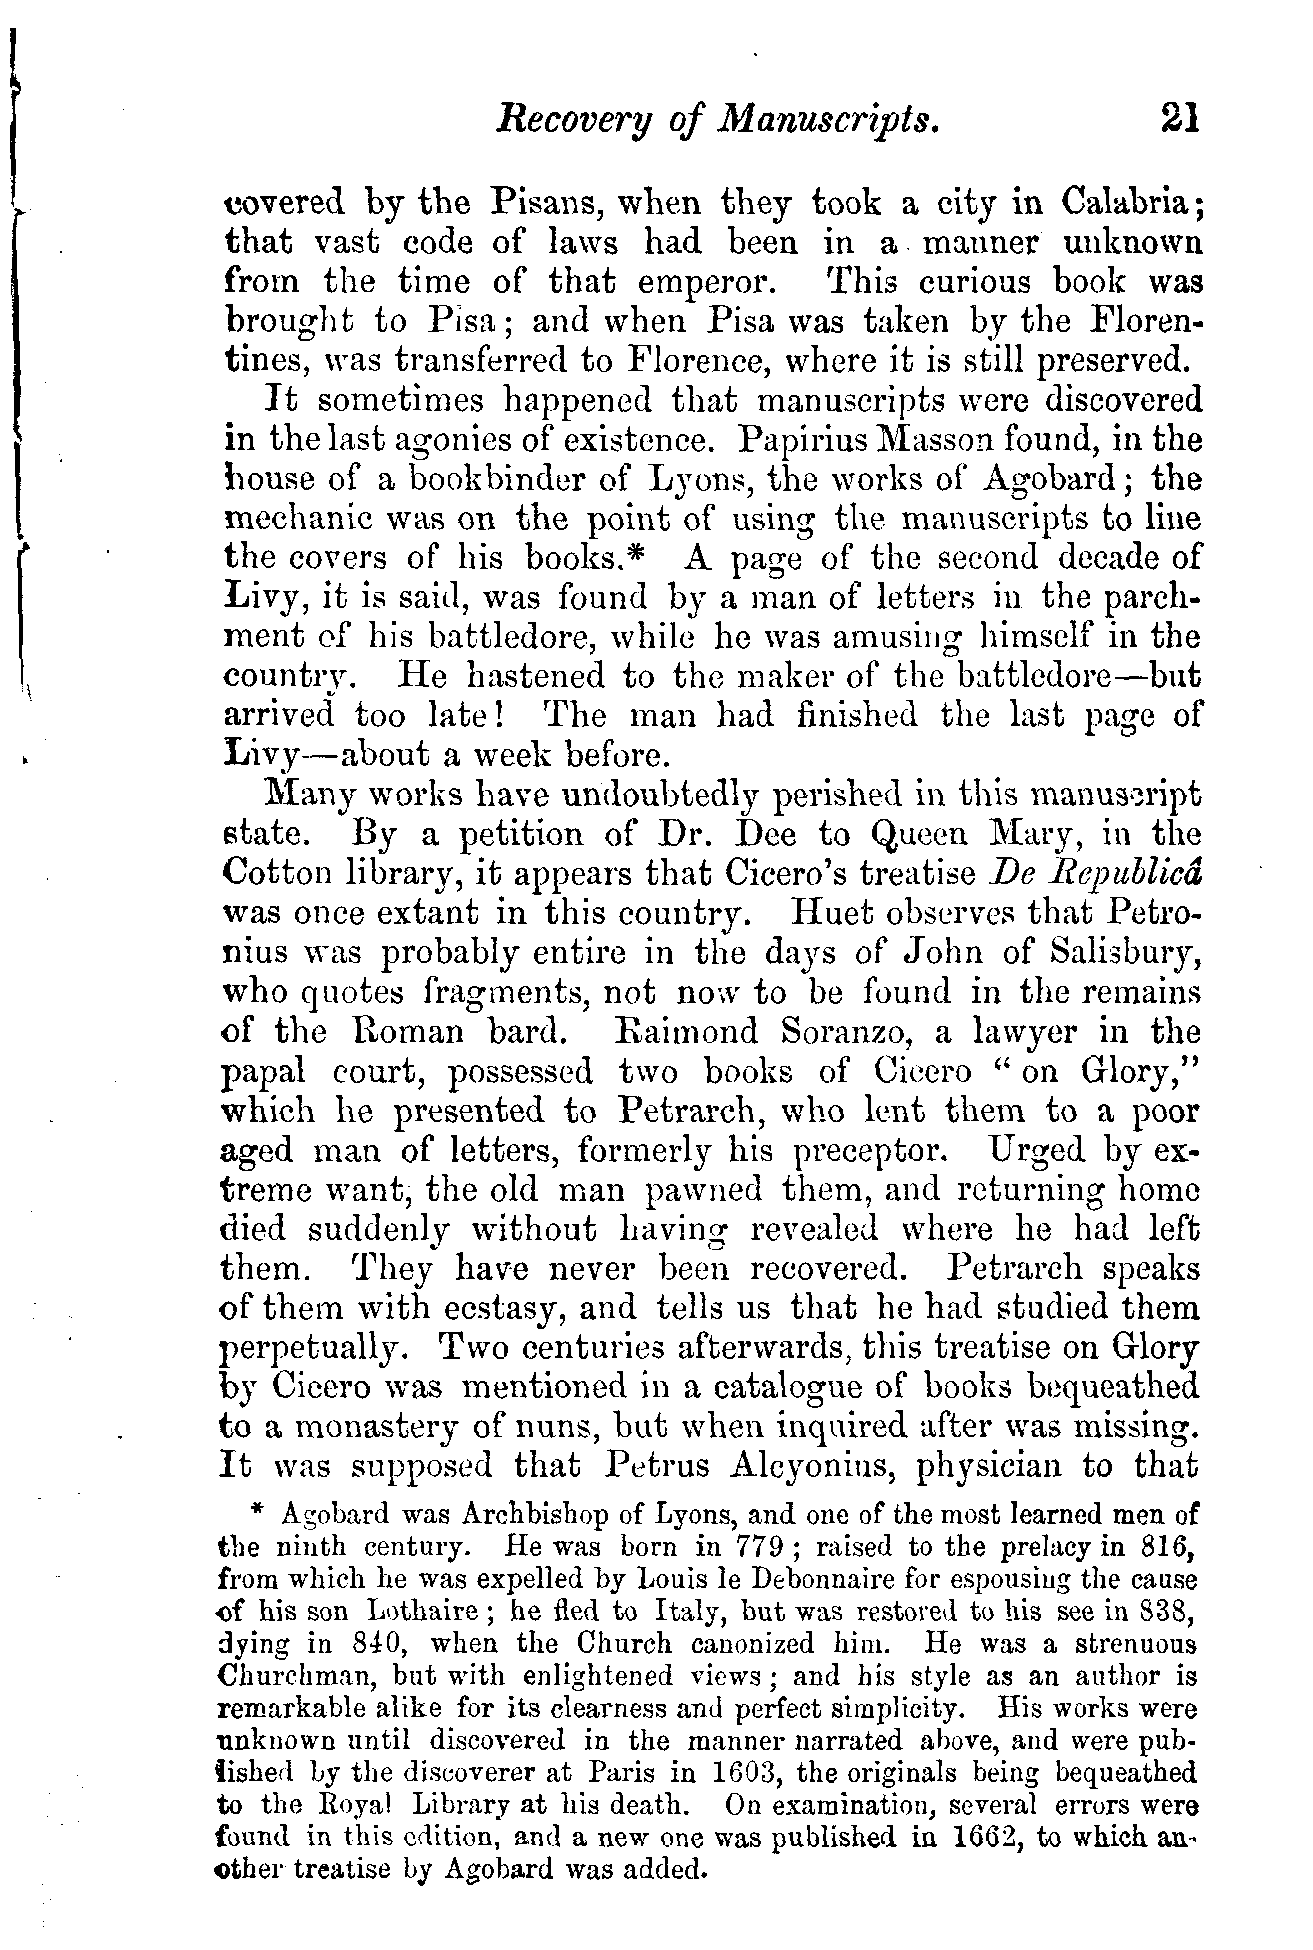 Recovery of Manuscripts. 21
covered by the Pisans, when they took a city in Calabria;
that vast code of laws had been in a manner unknown
from the time of that emperor. This curious book was
brought to Pisa; and when Pisa was taken by the Floren-
tines, was transferred to Florence, where it is still preserved.
It sometimes happened that manuscripts were discovered
in the last agonies of existence. Papirius Masson found, in the
house of a bookbinder of Lyons, the works of Agobard; the
mechanic was on the point of using the manuscripts to line
the covers of his books.* A page of the second decade of
Livy, it is said, was found by a man of letters in the parch-
ment of his battledore, while he was amusing himself in the
country. He hastened to the maker of the battledore—but
arrived too late! The man had finished the last page of
Livy—about a week before.
Many works have undoubtedly perished in this manuscript
state. By a petition of Dr. Dee to Queen Mary, in the
Cotton library, it appears that Cicero's treatise De Republicâ
was once extant in this country. Huet observes that Petro-
nius was probably entire in the days of John of Salisbury,
who quotes fragments, not now to be found in the remains
of the Roman bard. Raimond Soranzo, a lawyer in the
papal court, possessed two books of Cicero "on Glory,"
which he presented to Petrarch, who lent them to a poor
aged man of letters, formerly his preceptor. Urged by ex-
treme want, the old man pawned them, and returning home
died suddenly without having revealed where he had left
them. They have never been recovered. Petrarch speaks
of them with ecstasy, and tells us that he had studied them
perpetually. Two centuries afterwards, this treatise on Glory
by Cicero was mentioned in a catalogue of books bequeathed
to a monastery of nuns, but when inquired after was missing.
It was supposed that Petrus Alcyonius, physician to that
* Agobard was Archbishop of Lyons, and one of the most learned men of
the ninth century. He was born in 779; raised to the prelacy in 816,
from which he was expelled by Louis le Debonnaire for espousing the cause
of his son Lothaire; he fled to Italy, but was restored to his see in 838,
dying in 840, when the Church canonized him. He was a strenuous
Churchman, but with enlightened views; and his style as an author is
remarkable alike for its clearness and perfect simplicity. His works were
unknown until discovered in the manner narrated above, and were pub-
lished by the discoverer at Paris in 1603, the originals being bequeathed
to the Royal Library at his death. On examination, several errors were
found in this edition, and a new one was published in 1662, to which an-
other treatise by Agobard was added.